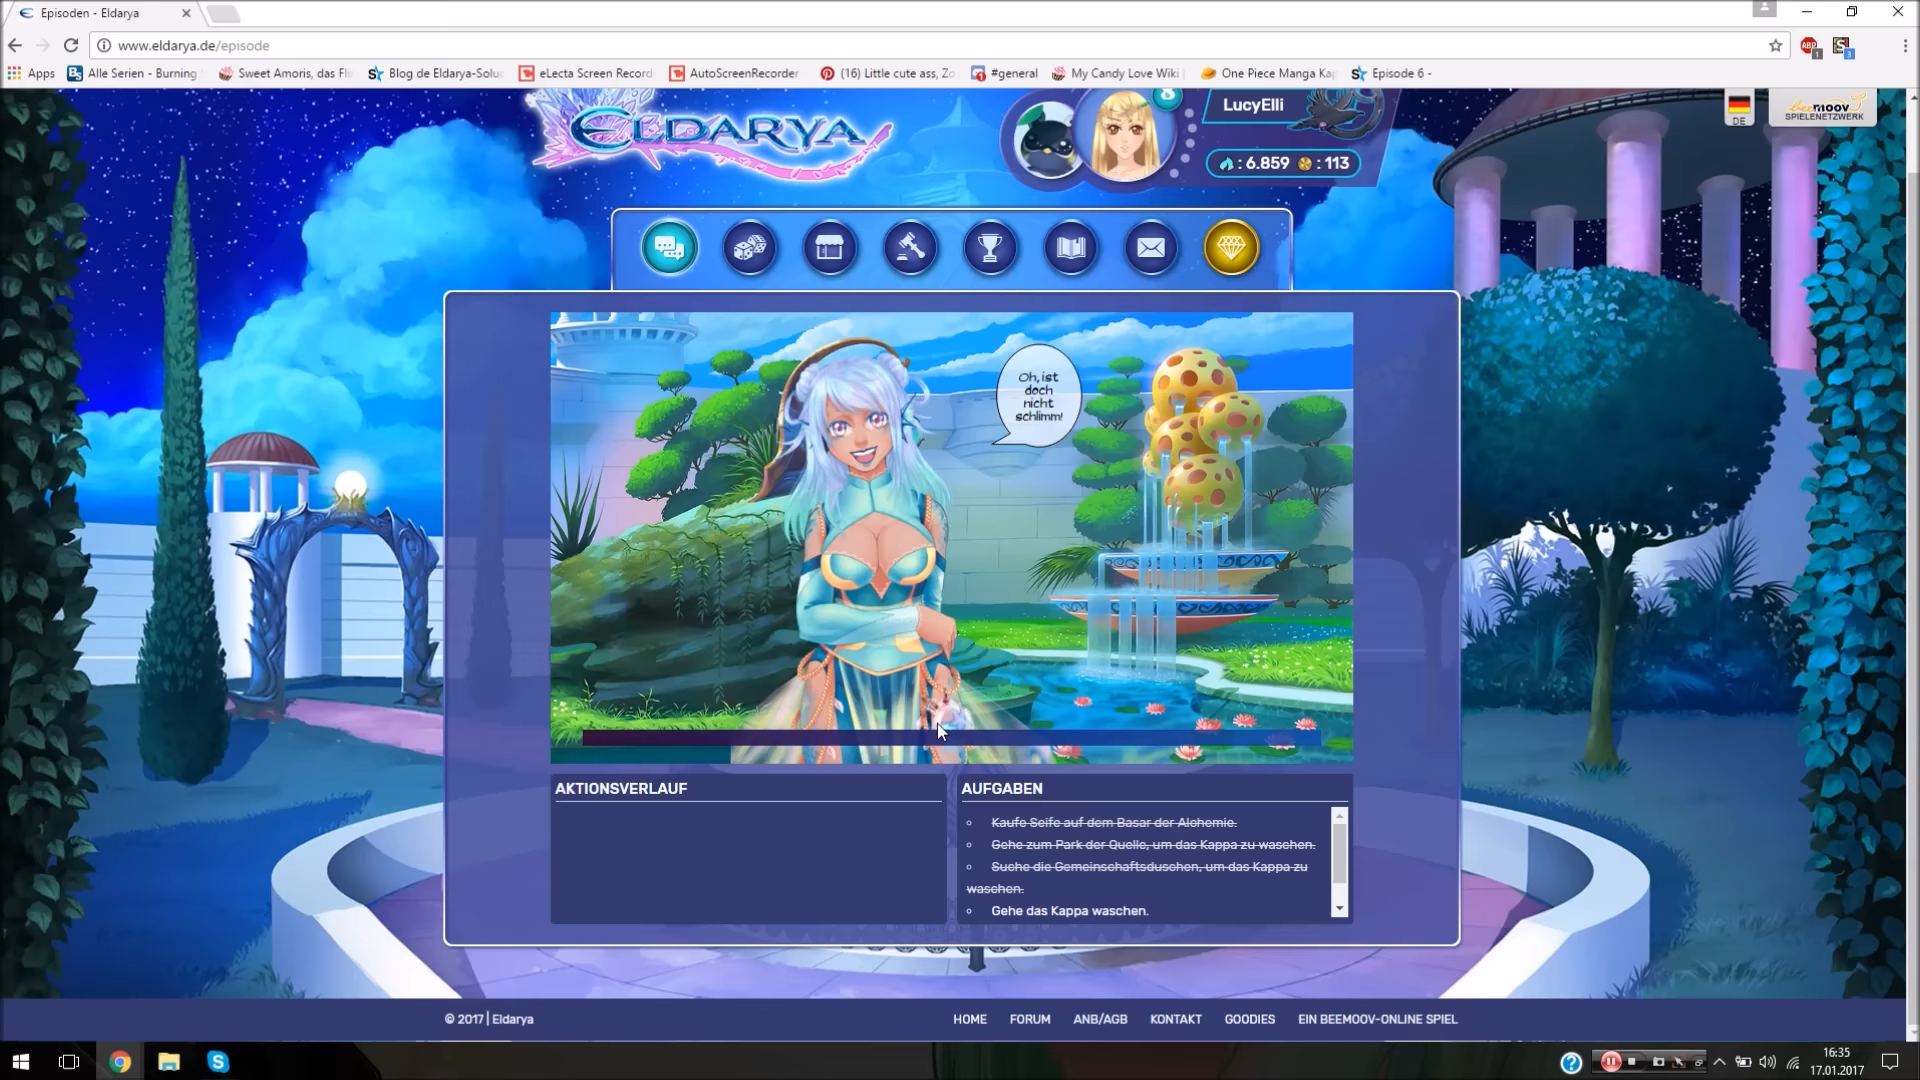 Episoden - Eldarya
www.eldarya.de/episode
Apps
Alle Serien - Burning
Sweet Amoris, das Fli
Blog de Eldarya-Solu
eLecta Screen Record
AutoScreenRecorder
(16) Little cute ass, Zo
#general
My Candy Love Wiki
One Piece Manga Kap
Episode 6 -
ELDARYA
8
LucyElli
: 6.859 : 113
DE
beemoov
SPIELENETZWERK
Oh, ist
doch
nicht
schlimm!
AKTIONSVERLAUF
AUFGABEN
Kaufe Seife auf dem Basar der Alchemie.
Gehe zum Park der Quelle, um das Kappa zu waschen.
Suche die Gemeinschaftsduschen, um das Kappa zu
waschen.
Gehe das Kappa waschen.
© 2017 | Eldarya
HOME
FORUM
ANB/AGB
KONTAKT
GOODIES
EIN BEEMOOV-ONLINE SPIEL
16:35
17.01.2017